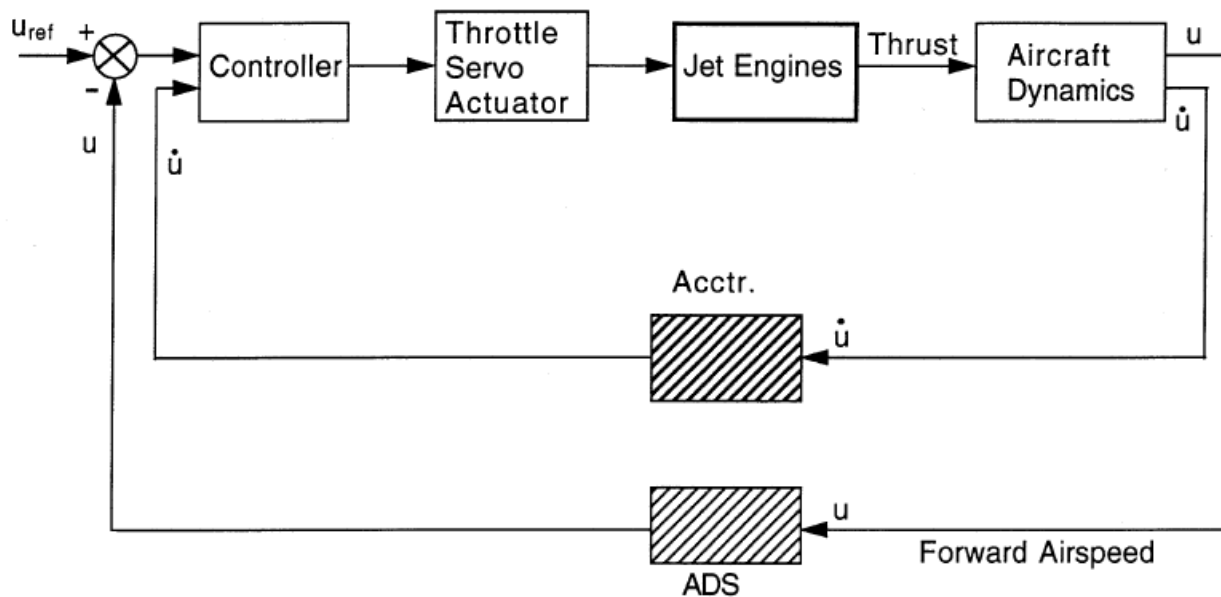 u_ref
+
-
u
u̇
Controller
Throttle
Servo
Actuator
Jet Engines
Thrust
Aircraft
Dynamics
u
u̇
Acctr.
u̇
u
Forward Airspeed
ADS